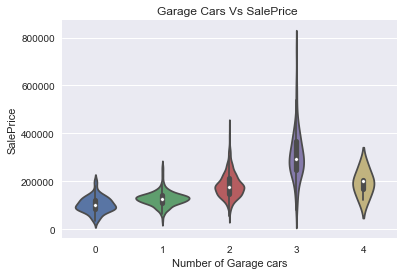 Garage Cars Vs SalePrice
800000
600000
400000
200000
0
SalePrice
0 1 2 3 4
Number of Garage cars